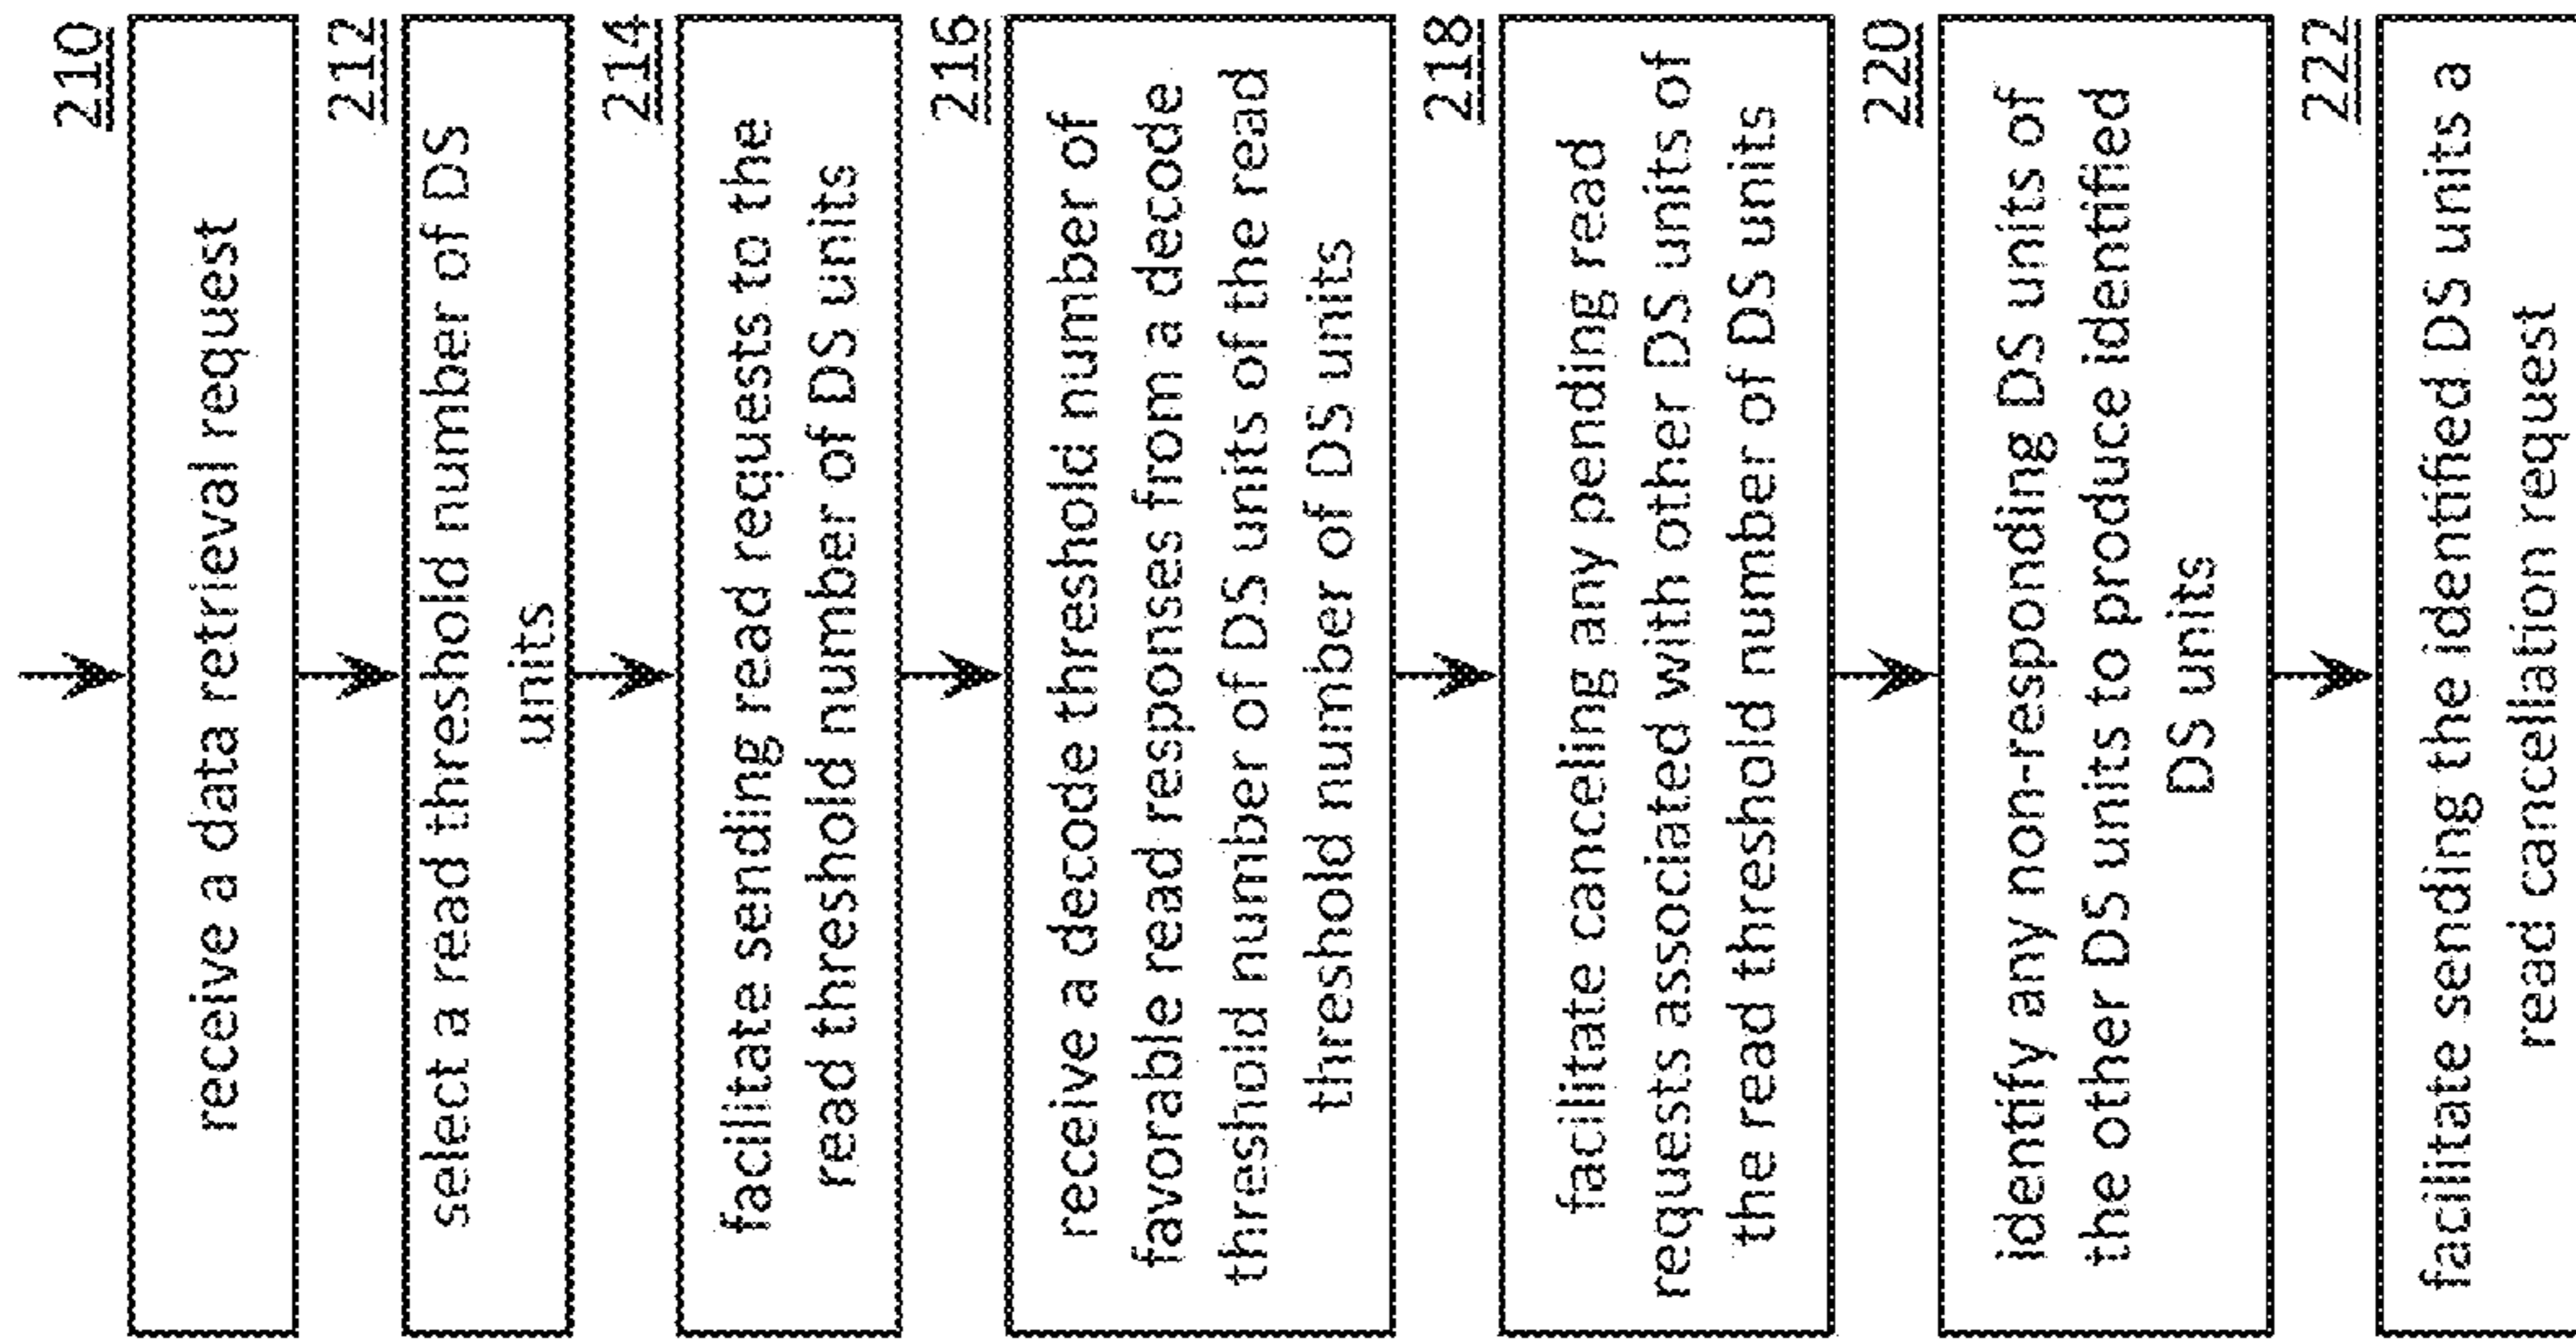 210
receive a data retrieval request
212
select a read threshold number of DS
units
214
facilitate sending read requests to the
read threshold number of DS units
216
receive a decode threshold number of
favorable read responses from a decode
threshold number of DS units of the read
threshold number of DS units
218
facilitate canceling any pending read
requests associated with other DS units of
the read threshold number of DS units
220
identify any non-responding DS units of
the other DS units to produce identified
DS units
222
facilitate sending the identified DS units a
read cancellation request